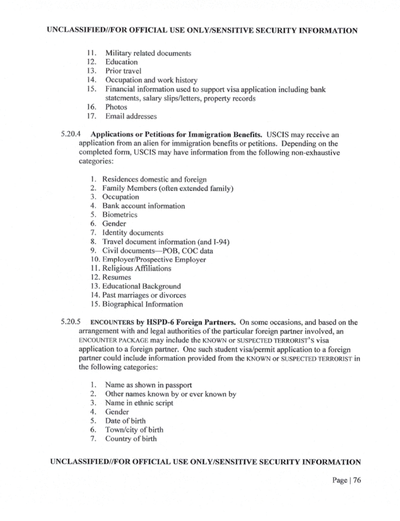 UNCLASSIFIED//FOR OFFICIAL USE ONLY/SENSITIVE SECURITY INFORMATION
11. Military related documents
12. Education
13. Prior travel
14. Occupation and work history
15. Financial information used to support visa application including bank
statements, salary slips/letters, property records
16. Photos
17. Email addresses
5.20.4 Applications or Petitions for Immigration Benefits. USCIS may receive an
application from an alien for immigration benefits or petitions. Depending on the
completed form, USCIS may have information from the following non-exhaustive
categories:
1. Residences domestic and foreign
2. Family Members (often extended family)
3. Occupation
4. Bank account information
5. Biometrics
6. Gender
7. Identity documents
8. Travel document information (and I-94)
9. Civil documents—POB, COC data
10. Employer/Prospective Employer
11. Religious Affiliations
12. Resumes
13. Educational Background
14. Past marriages or divorces
15. Biographical Information
5.20.5 ENCOUNTERS by HSPD-6 Foreign Partners. On some occasions, and based on the
arrangement with and legal authorities of the particular foreign partner involved, an
ENCOUNTER PACKAGE may include the KNOWN or SUSPECTED TERRORIST'S visa
application to a foreign partner. One such student visa/permit application to a foreign
partner could include information provided from the KNOWN or SUSPECTED TERRORIST in
the following categories:
1. Name as shown in passport
2. Other names known by or ever known by
3. Name in ethnic script
4. Gender
5. Date of birth
6. Town/city of birth
7. Country of birth
UNCLASSIFIED//FOR OFFICIAL USE ONLY/SENSITIVE SECURITY INFORMATION
Page | 76